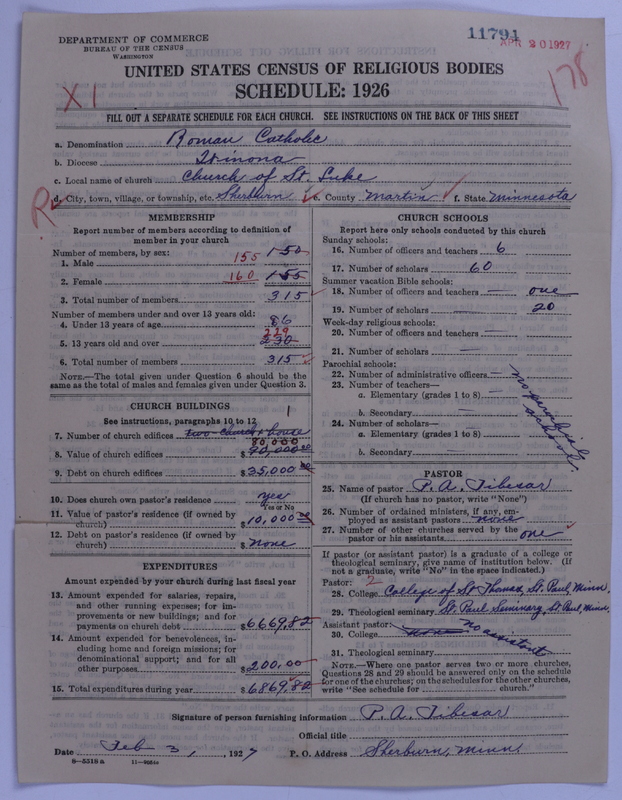 DEPARTMENT OF COMMERCE
BUREAU OF THE CENSUS
WASHINGTON
11794
APR 20 1927
178
X 1
UNITED STATES CENSUS OF RELIGIOUS BODIES
SCHEDULE: 1926
FILL OUT A SEPARATE SCHEDULE FOR EACH CHURCH. SEE INSTRUCTIONS ON THE BACK OF THIS SHEET
a. Denomination Roman Catholic
b. Diocese Winona
c. Local name of church Church of St. Luke
R
d. City, town, village, or township, etc. Sherburn e. County Martin f. State Minnesota
MEMBERSHIP
Report number of members according to definition of
member in your church
Number of members, by sex:
1. Male 155 150
2. Female 160 155
3. Total number of members 315
Number of members under and over 13 years old:
4. Under 13 years of age 86
229
5. 13 years old and over 230
6. Total number of members 315
NOTE.—The total given under Question 6 should be the
same as the total of males and females given under Question 3.
CHURCH BUILDINGS
See instructions, paragraphs 10 to 12
1
7. Number of church edifices two-church + house
80,000
8. Value of church edifices $ 90,000.00
9. Debt on church edifices $ 35,000.00
10. Does church own pastor's residence yes
Yes or No
11. Value of pastor's residence (if owned by
church) $ 10,000.00
12. Debt on pastor's residence (if owned by
church) $ none
EXPENDITURES
Amount expended by your church during last fiscal year
13. Amount expended for salaries, repairs,
and other running expenses; for im-
provements or new buildings; and for
payments on church debt $ 6669.82
14. Amount expended for benevolences, in-
cluding home and foreign missions; for
denominational support; and for all
other purposes $ 200.00
15. Total expenditures during year $ 6869.82
CHURCH SCHOOLS
Report here only schools conducted by this church
Sunday schools:
16. Number of officers and teachers 6
17. Number of scholars 60
Summer vacation Bible schools:
18. Number of officers and teachers — one
19. Number of scholars — 20
Week-day religious schools:
20. Number of officers and teachers —
21. Number of scholars —
Parochial schools:
22. Number of administrative officers —
23. Number of teachers—
a. Elementary (grades 1 to 8) —
b. Secondary —
24. Number of scholars—
a. Elementary (grades 1 to 8) —
b. Secondary —
no parochial
school
PASTOR
25. Name of pastor P. A. Tibesar
(If church has no pastor, write "None")
26. Number of ordained ministers, if any, em-
ployed as assistant pastors none
27. Number of other churches served by the
pastor or his assistants one
If pastor (or assistant pastor) is a graduate of a college or
theological seminary, give name of institution below. (If
not a graduate, write "No" in the space indicated.)
Pastor: 2
28. College College of St. Thomas, St. Paul, Minn.
29. Theological seminary St. Paul Seminary, St. Paul, Minn.
Assistant pastor:
30. College none no assistant
31. Theological seminary
NOTE.—Where one pastor serves two or more churches,
Questions 28 and 29 should be answered only on the schedule
for one of the churches; on the schedules for the other churches,
write "See schedule for church."
Signature of person furnishing information P. A. Tibesar
Official title
Date Feb 3, 1927 P. O. Address Sherburn, Minn.
8—5318 a 11—9054a